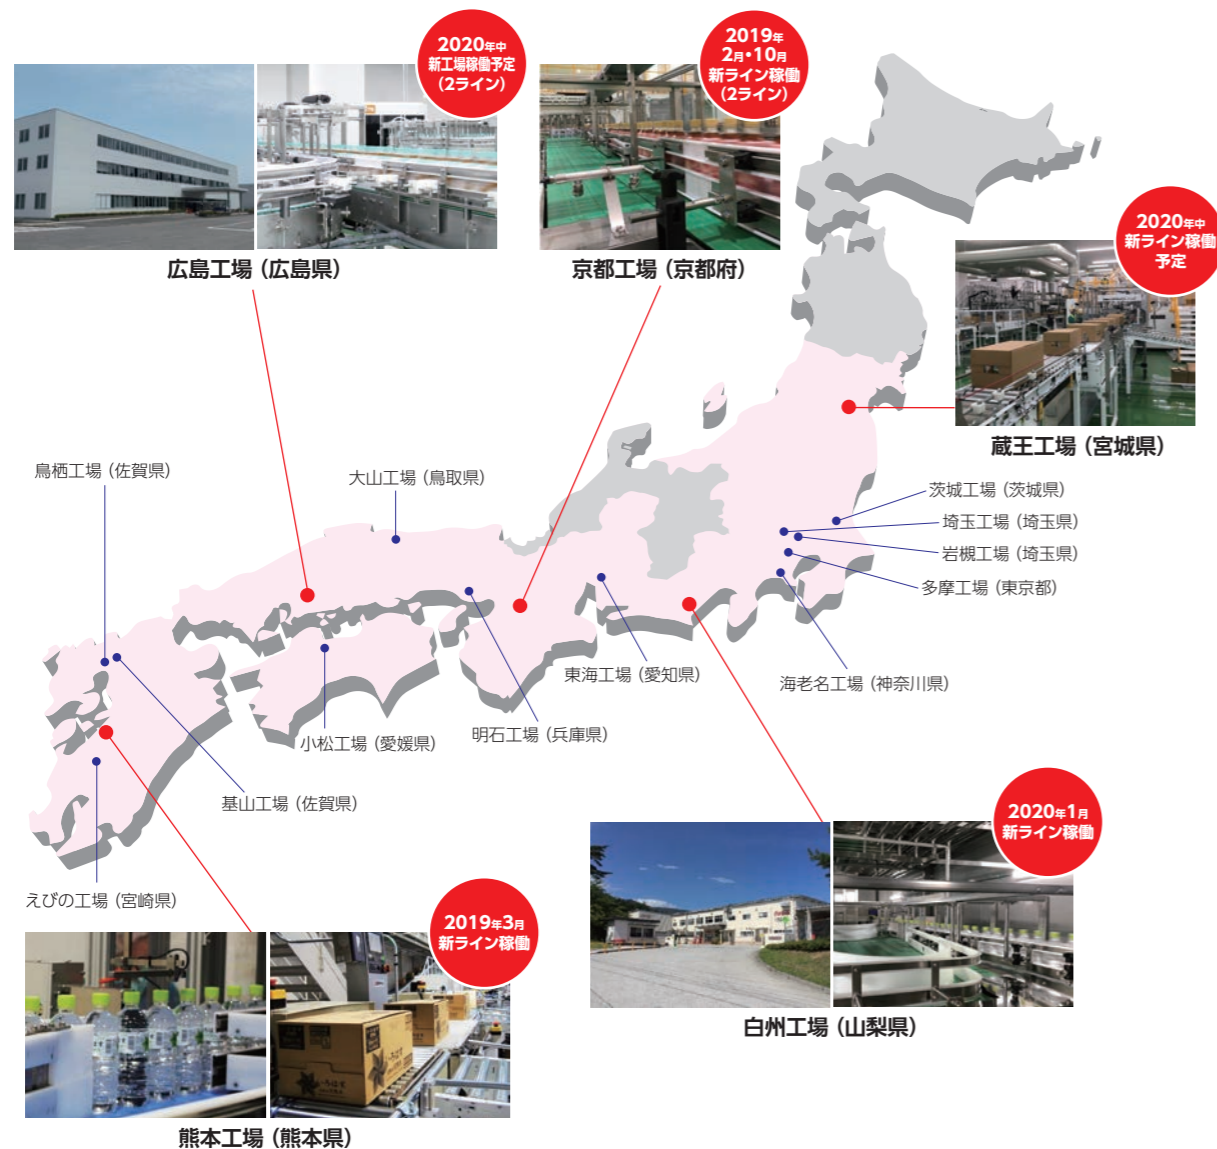 2020年中
新工場稼働予定
(2ライン)
2019年
2月・10月
新ライン稼働
(2ライン)
広島工場 (広島県)
京都工場 (京都府)
2020年中
新ライン稼働
予定
蔵王工場 (宮城県)
鳥栖工場 (佐賀県)
大山工場 (鳥取県)
茨城工場 (茨城県)
埼玉工場 (埼玉県)
岩槻工場 (埼玉県)
多摩工場 (東京都)
東海工場 (愛知県)
海老名工場 (神奈川県)
明石工場 (兵庫県)
小松工場 (愛媛県)
基山工場 (佐賀県)
えびの工場 (宮崎県)
2020年1月
新ライン稼働
白州工場 (山梨県)
2019年3月
新ライン稼働
い・ろ・は・す
熊本工場 (熊本県)